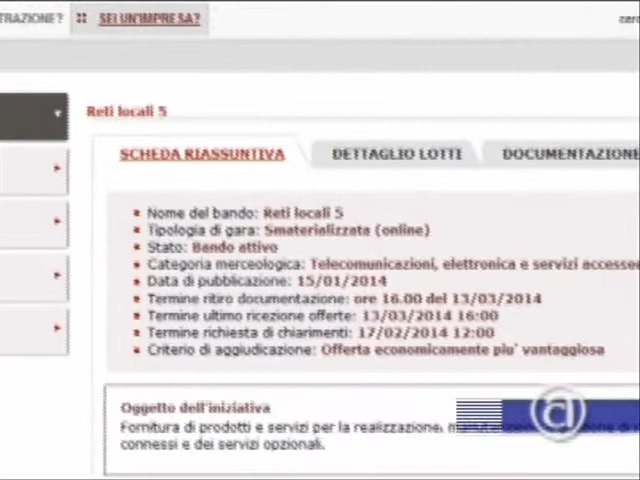 SEI UN'IMPRESA?
Reti locali 5
SCHEDA RIASSUNTIVA
DETTAGLIO LOTTI
DOCUMENTAZIONE
Nome del bando: Reti locali 5
Tipologia di gara: Smaterializzata (online)
Stato: Bando attivo
Categoria merceologica: Telecomunicazioni, elettronica e servizi
Data di pubblicazione: 15/01/2014
Termine ritiro documentazione: ore 16.00 del 13/03/2014
Termine ultimo ricezione offerte: 13/03/2014 16:00
Termine richiesta di chiarimenti: 17/02/2014 12:00
Criterio di aggiudicazione: Offerta economicamente piu' vantaggiosa
Oggetto dell'iniziativa
Fornitura di prodotti e servizi per la realizzazione,
connessi e dei servizi opzionali.